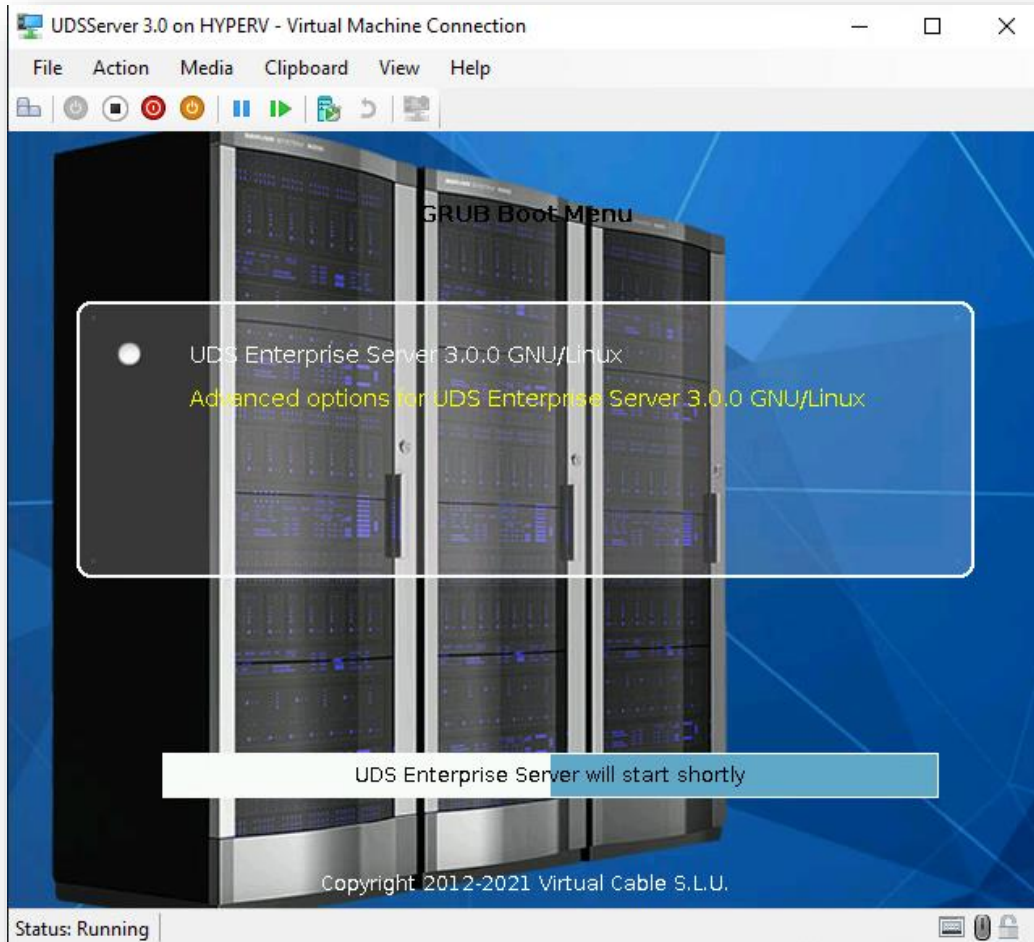 UDSServer 3.0 on HYPERV - Virtual Machine Connection
File Action Media Clipboard View Help
GRUB Boot Menu
UDS Enterprise Server 3.0.0 GNU/Linux
Advanced options for UDS Enterprise Server 3.0.0 GNU/Linux
UDS Enterprise Server will start shortly
Copyright 2012-2021 Virtual Cable S.L.U.
Status: Running